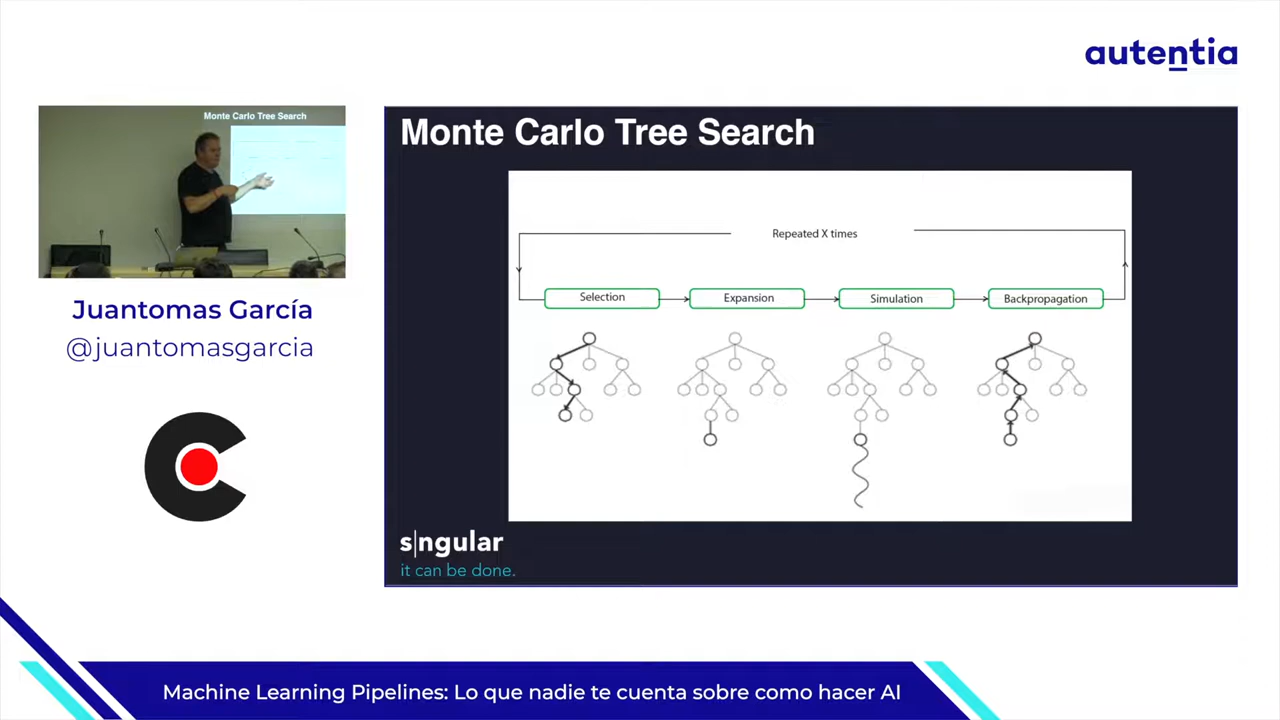 autentia
Monte Carlo Tree Search
Juantomas García
@juantomasgarcia
Monte Carlo Tree Search
Repeated X times
Selection
Expansion
Simulation
Backpropagation
s|ngular
it can be done.
Machine Learning Pipelines: Lo que nadie te cuenta sobre como hacer AI